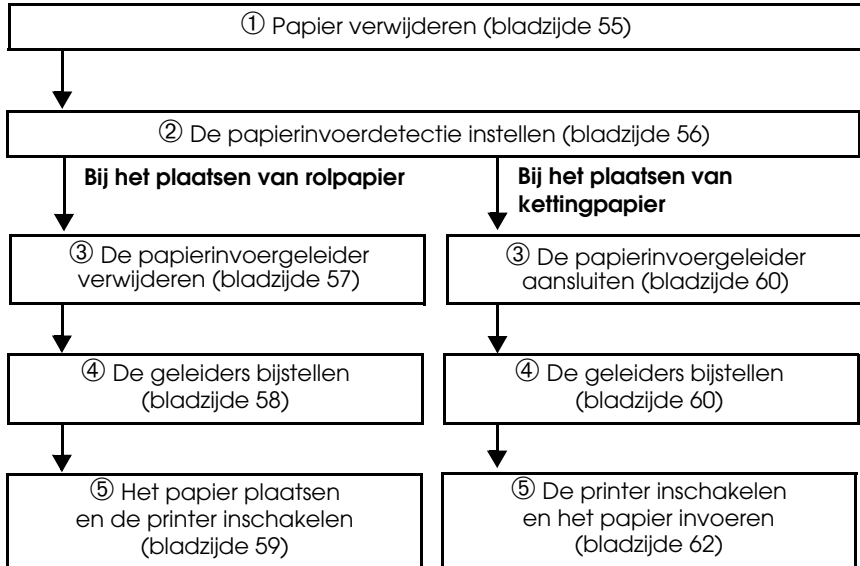 ① Papier verwijderen (bladzijde 55)
② De papierinvoerdetectie instellen (bladzijde 56)
Bij het plaatsen van rolpapier
③ De papierinvoergeleider
verwijderen (bladzijde 57)
④ De geleiders bijstellen
(bladzijde 58)
⑤ Het papier plaatsen
en de printer inschakelen
(bladzijde 59)
Bij het plaatsen van
kettingpapier
③ De papierinvoergeleider
aansluiten (bladzijde 60)
④ De geleiders bijstellen
(bladzijde 60)
⑤ De printer inschakelen
en het papier invoeren
(bladzijde 62)